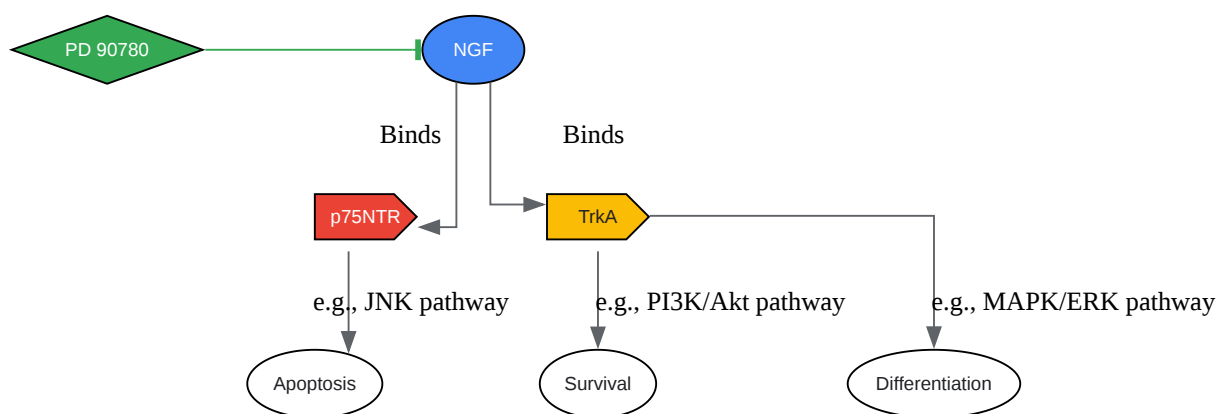 PD 90780
NGF
Binds
Binds
p75NTR
TrkA
e.g., JNK pathway
e.g., PI3K/Akt pathway
e.g., MAPK/ERK pathway
Apoptosis
Survival
Differentiation